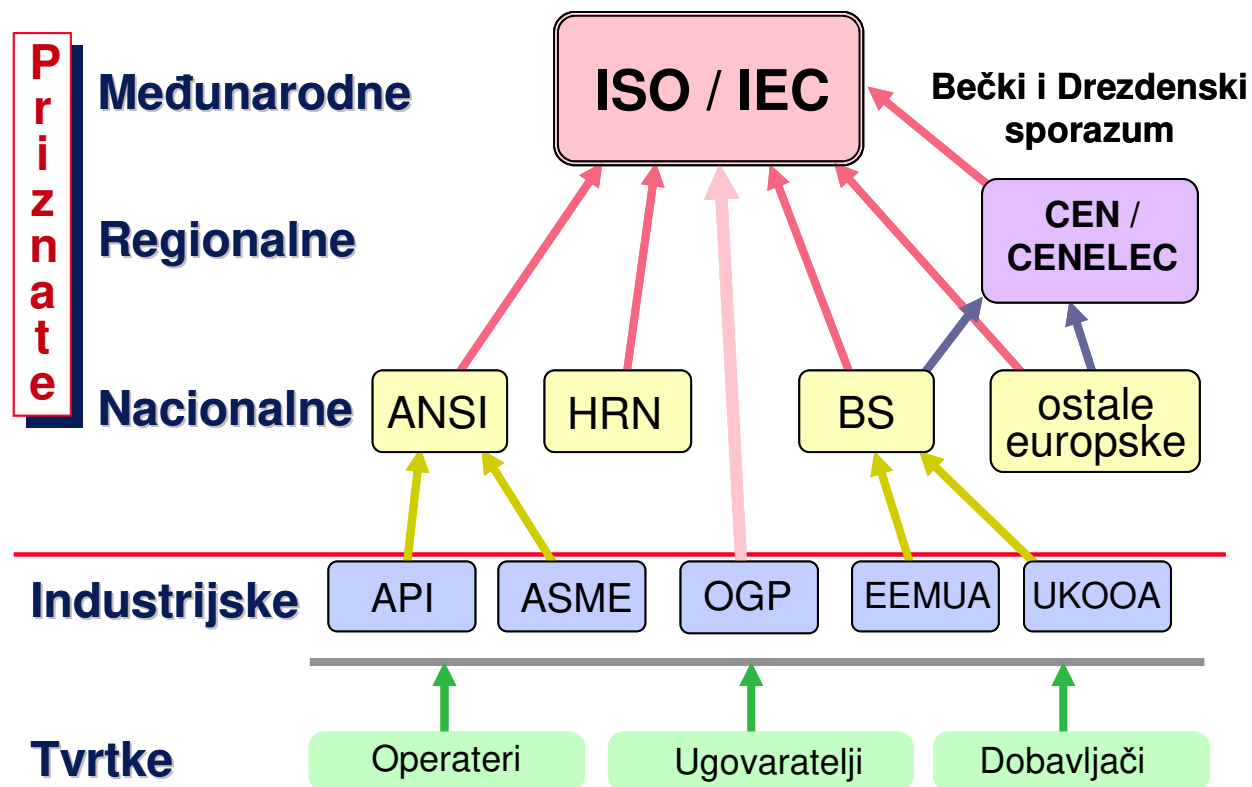 Priznate
Međunarodne
ISO / IEC
Bečki i Drezdenski
sporazum
Regionalne
CEN /
CENELEC
Nacionalne
ANSI
HRN
BS
ostale
europske
Industrijske
API
ASME
OGP
EEMUA
UKOOA
Tvrtke
Operateri
Ugovaratelji
Dobavljači